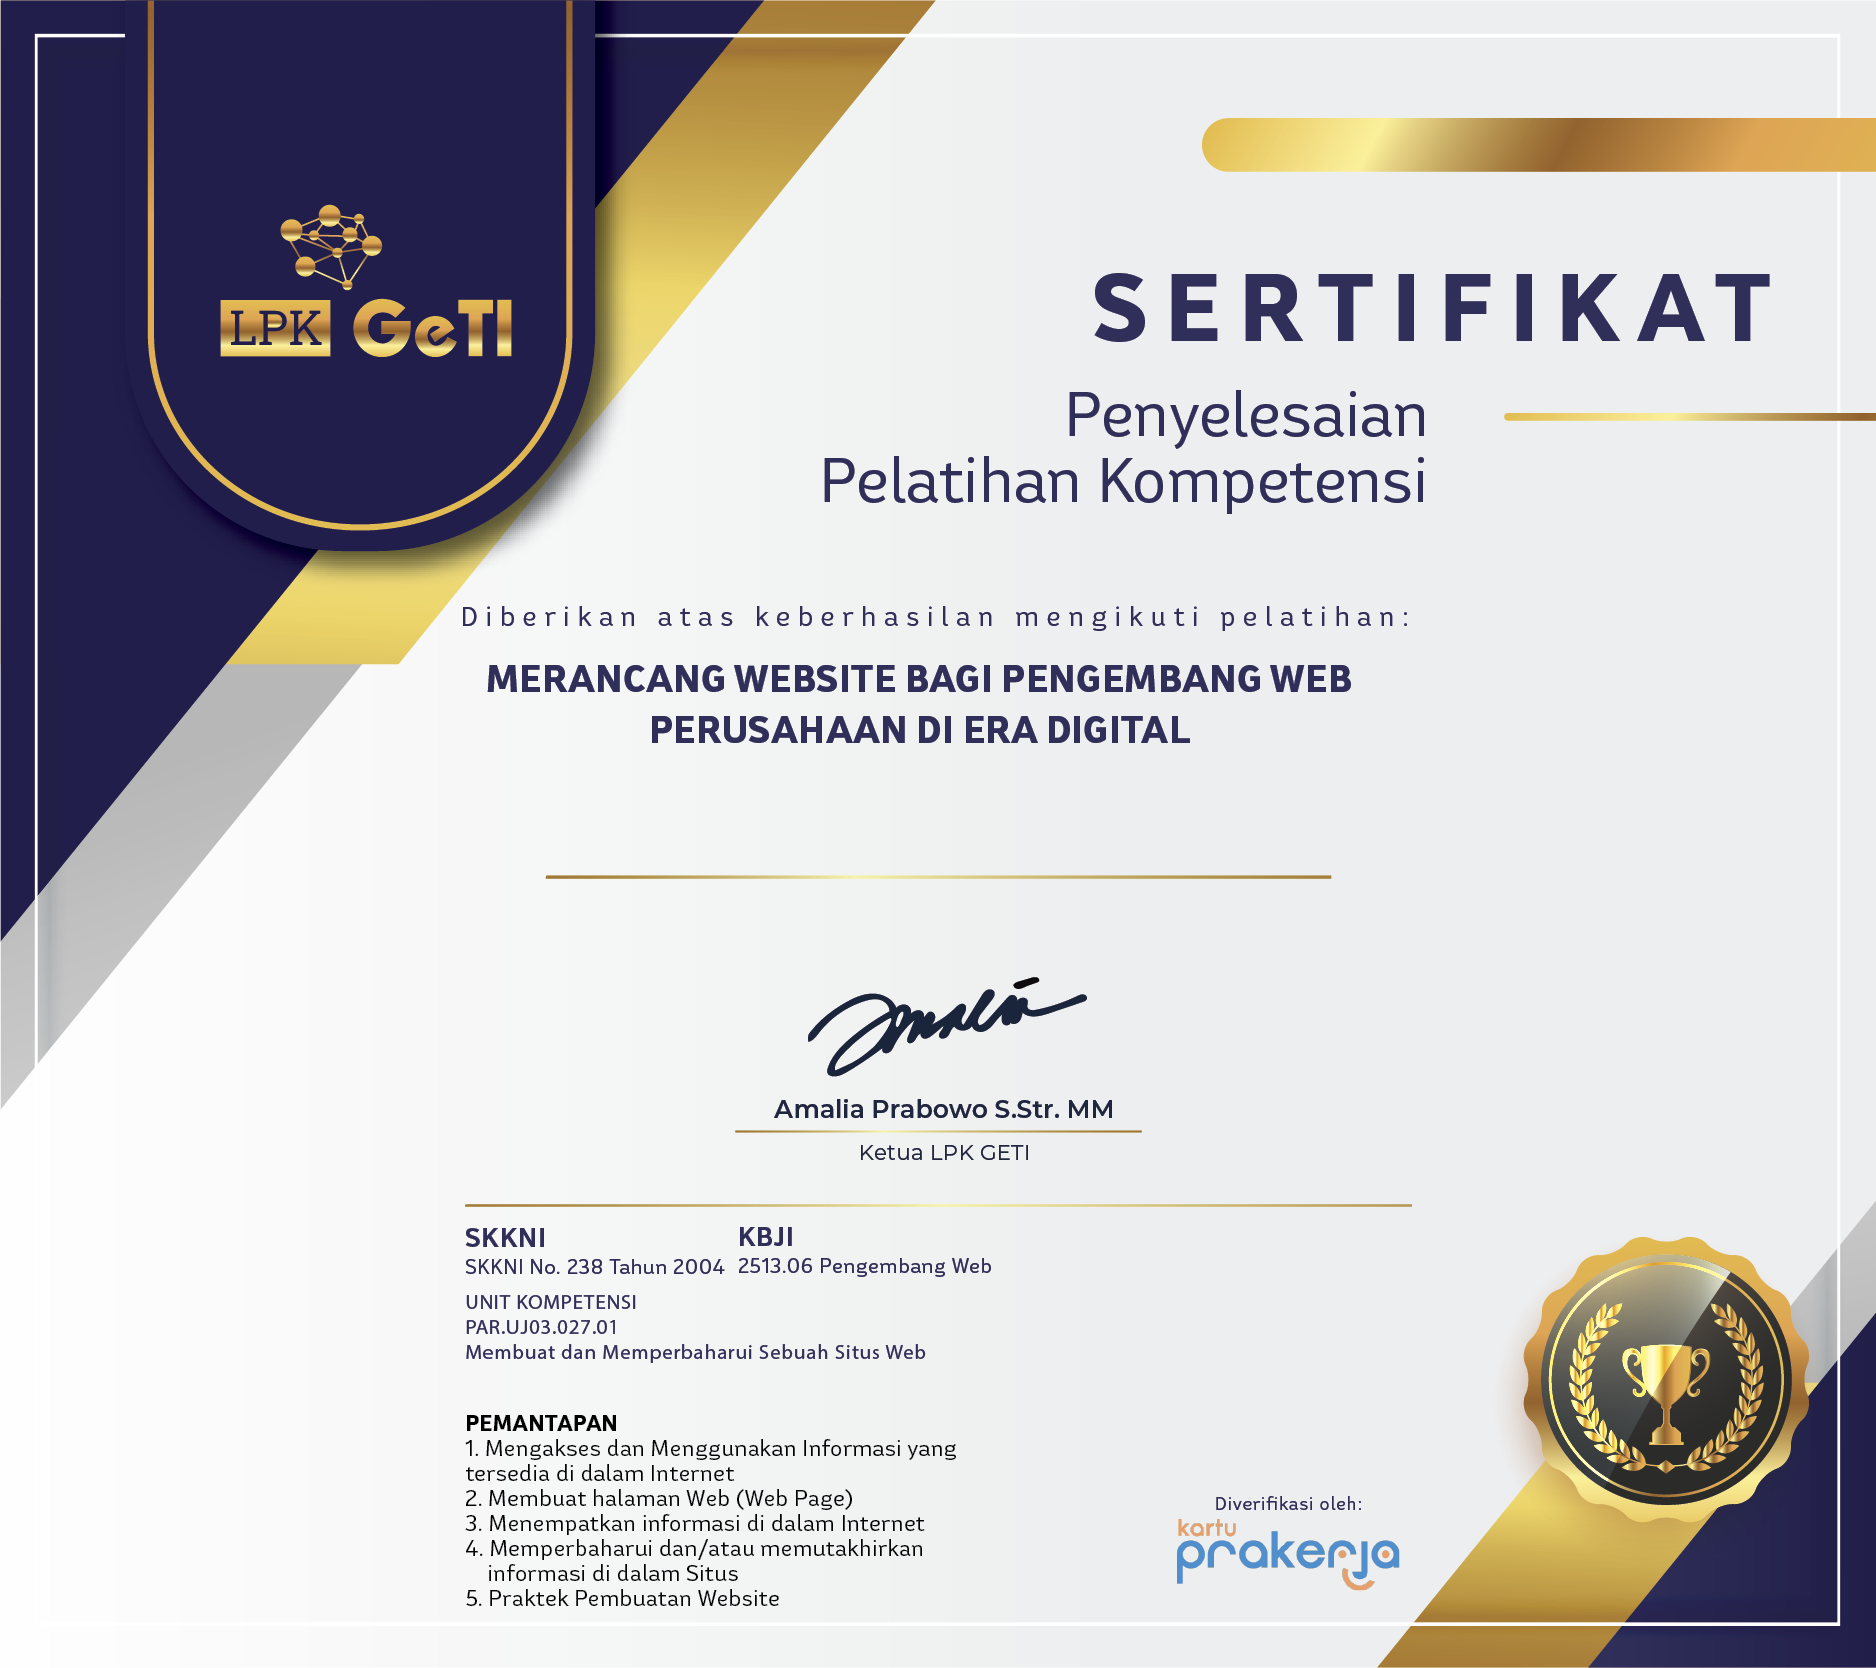 LPK GeTI
SERTIFIKAT
Penyelesaian
Pelatihan Kompetensi
Diberikan atas keberhasilan mengikuti pelatihan:
MERANCANG WEBSITE BAGI PENGEMBANG WEB
PERUSAHAAN DI ERA DIGITAL
Amalia
Amalia Prabowo S.Str. MM
Ketua LPK GETI
SKKNI
SKKNI No. 238 Tahun 2004
KBJI
2513.06 Pengembang Web
UNIT KOMPETENSI
PAR.UJ03.027.01
Membuat dan Memperbaharui Sebuah Situs Web
PEMANTAPAN
1. Mengakses dan Menggunakan Informasi yang
tersedia di dalam Internet
2. Membuat halaman Web (Web Page)
3. Menempatkan informasi di dalam Internet
4. Memperbaharui dan/atau memutakhirkan
informasi di dalam Situs
5. Praktek Pembuatan Website
Diverifikasi oleh:
kartu
prakerja